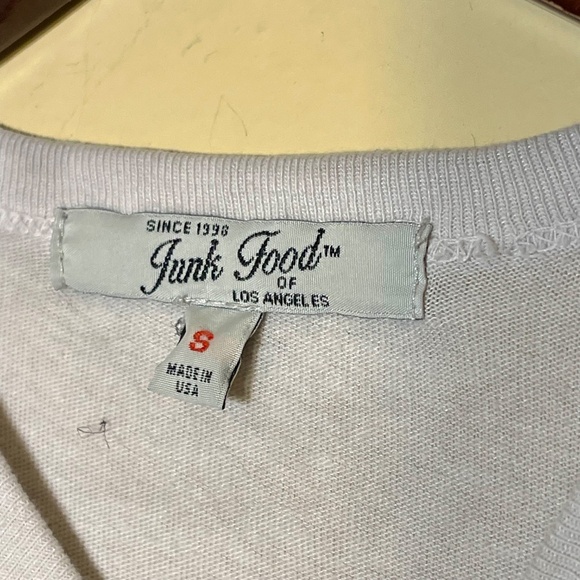 SINCE 1998
Junk Food™
OF
LOS ANGELES
S
MADE IN
USA